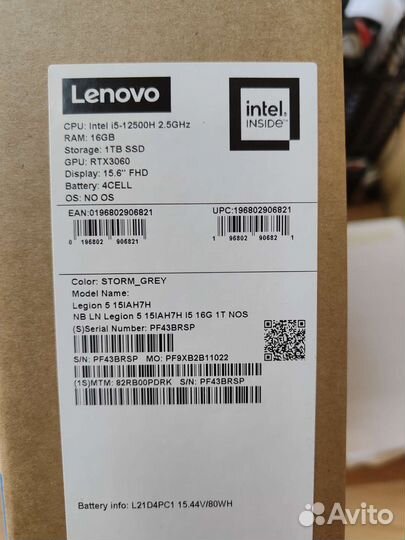 Lenovo
intel
INSIDE™
CPU: Intel i5-12500H 2.5GHz
RAM: 16GB
Storage: 1TB SSD
GPU: RTX3060
Display: 15.6" FHD
Battery: 4CELL
OS: NO OS
EAN:0196802906821 UPC:196802906821
0 196802 906821 1 96802 90682 1
Color: STORM_GREY
Model Name:
Legion 5 15IAH7H
NB LN Legion 5 15IAH7H I5 16G 1T NOS
(S)Serial Number: PF43BRSP
S/N: PF43BRSP MO: PF9XB2B11022
(1S)MTM: 82RB00PDRK S/N: PF43BRSP
Battery info: L21D4PC1 15.44V/80WH
Avito